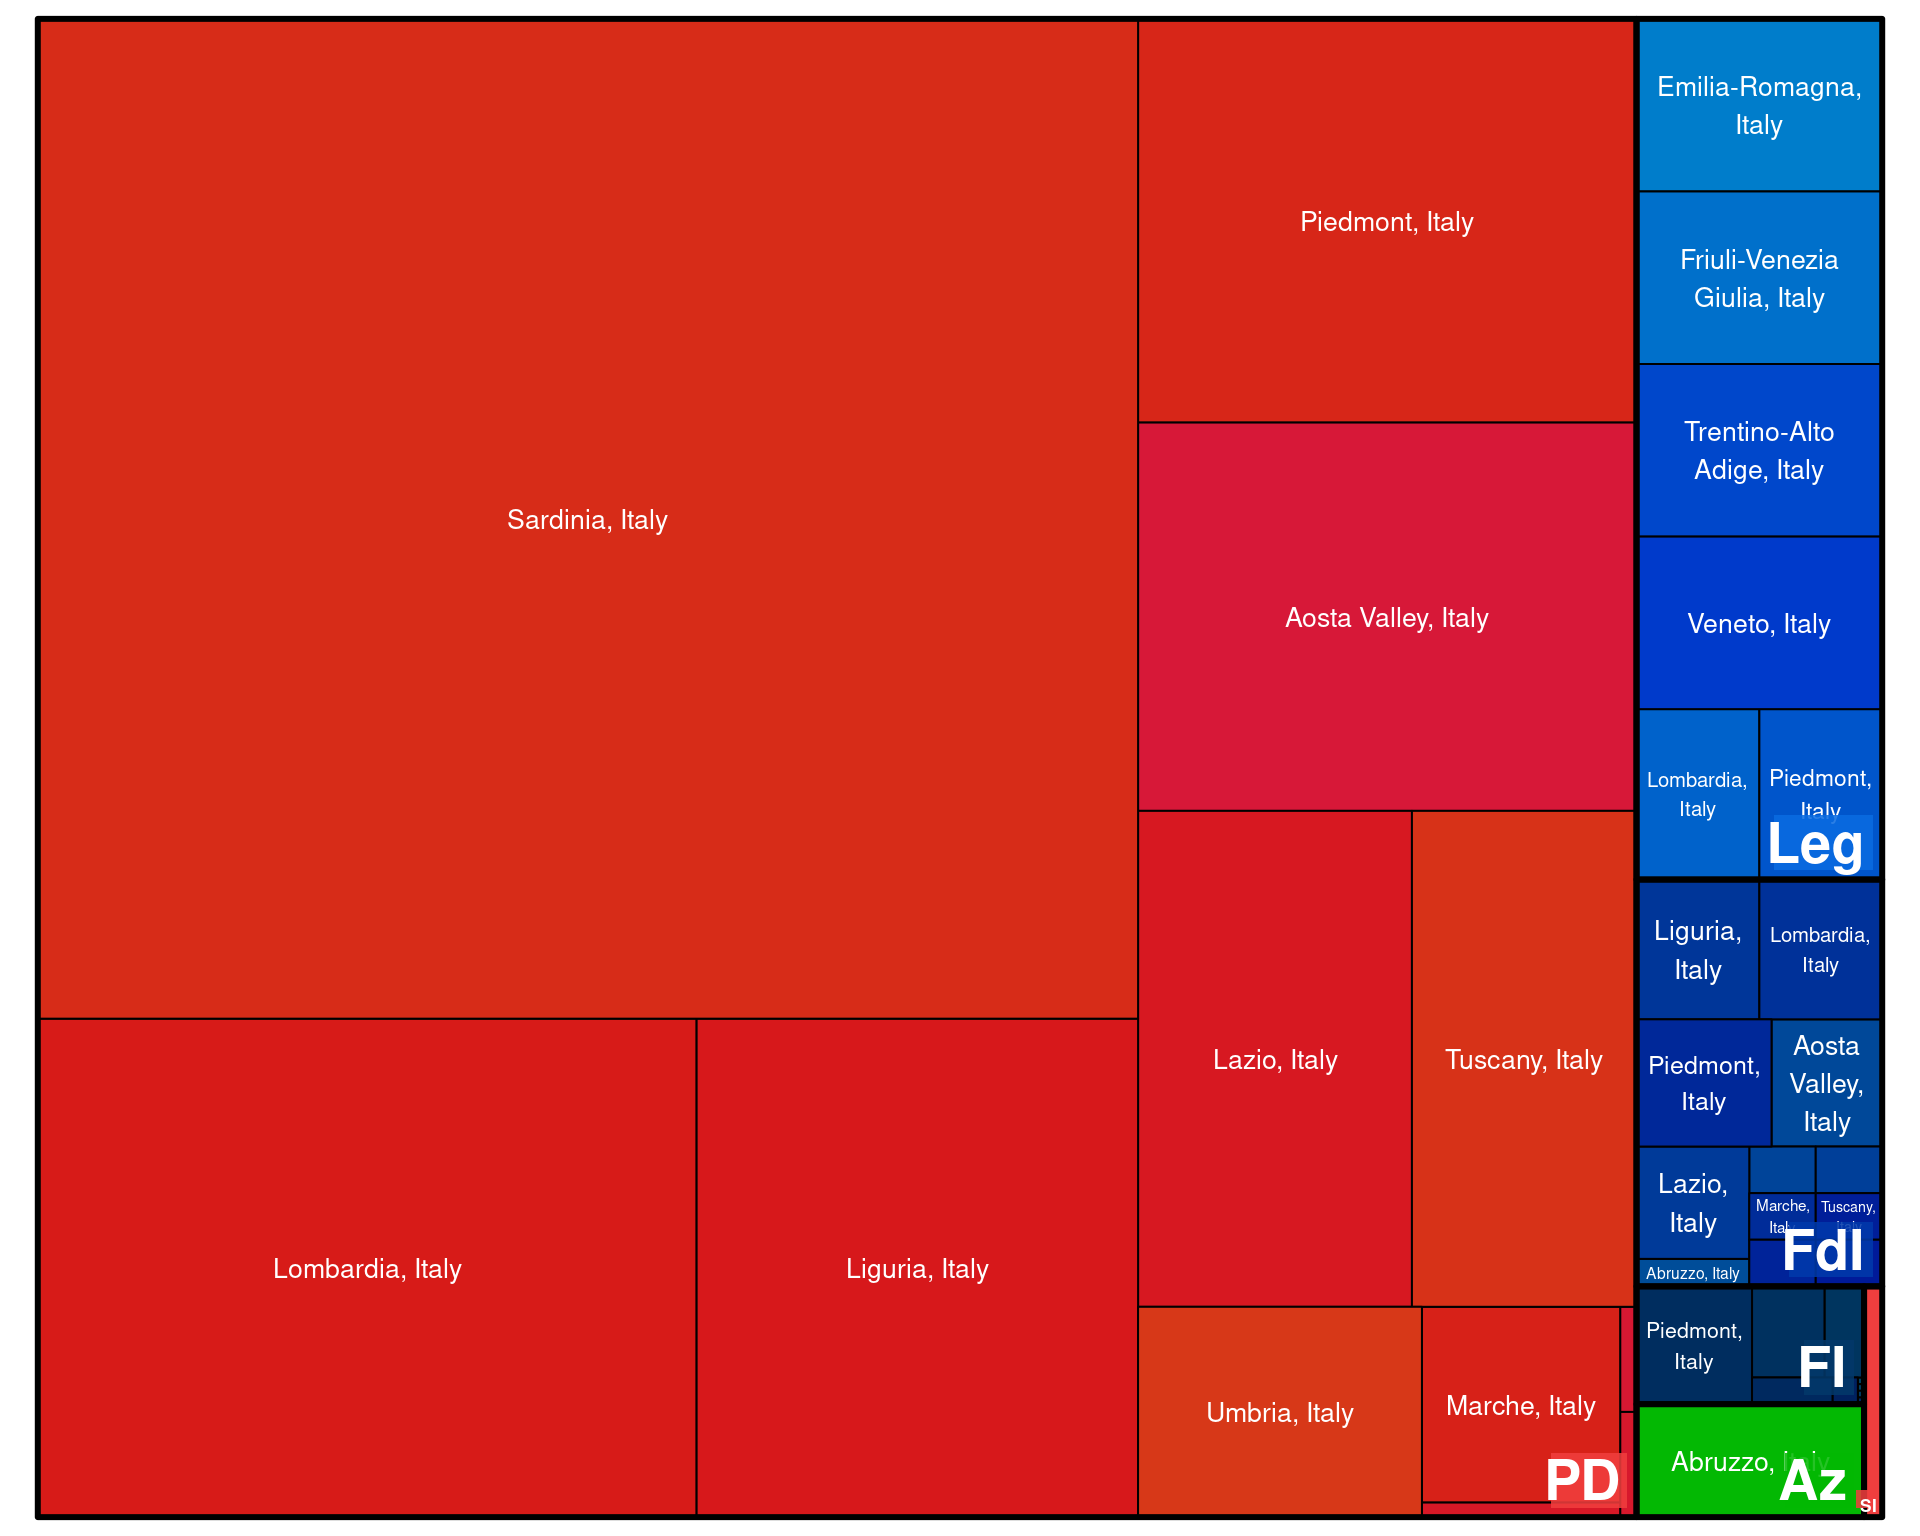 Sardinia, Italy
Piedmont, Italy
Aosta Valley, Italy
Lazio, Italy
Tuscany, Italy
Lombardia, Italy
Liguria, Italy
Umbria, Italy
Marche, Italy
PD
Emilia-Romagna,
Italy
Friuli-Venezia
Giulia, Italy
Trentino-Alto
Adige, Italy
Veneto, Italy
Lombardia,
Italy
Piedmont,
Italy
Leg
Liguria,
Italy
Lombardia,
Italy
Piedmont,
Italy
Aosta
Valley,
Italy
Lazio,
Italy
Marche,
Italy
Tuscany,
Italy
Abruzzo, Italy
FdI
Piedmont,
Italy
FI
Abruzzo, Italy
Az
SI